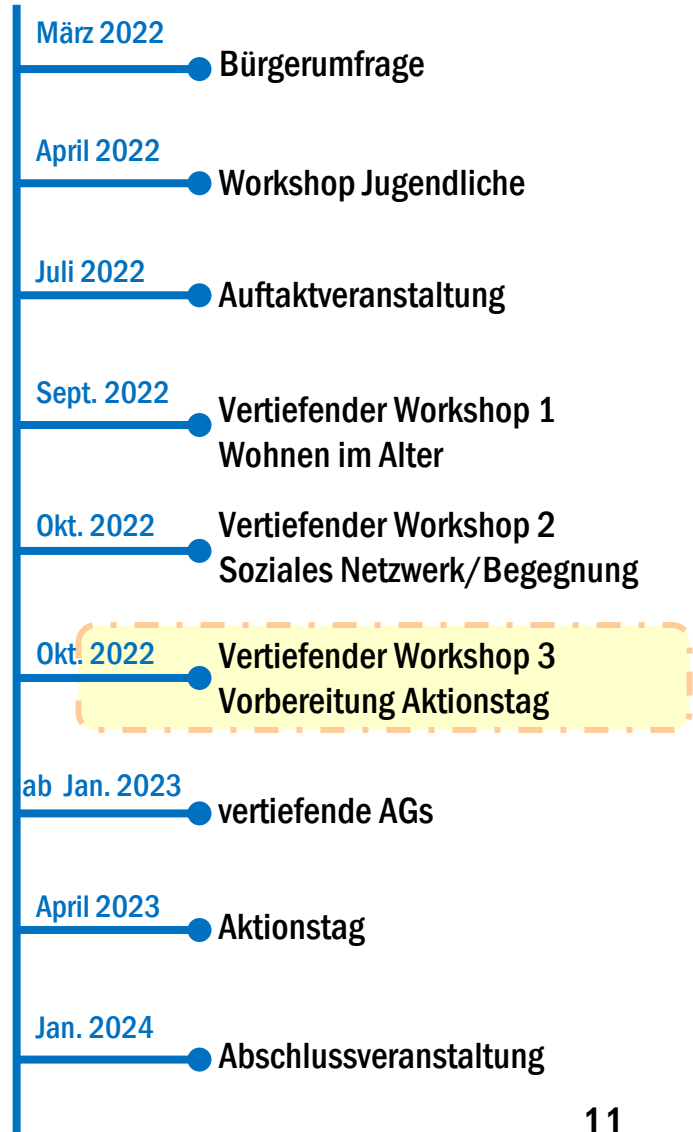 März 2022
Bürgerumfrage
April 2022
Workshop Jugendliche
Juli 2022
Auftaktveranstaltung
Sept. 2022
Vertiefender Workshop 1
Wohnen im Alter
Okt. 2022
Vertiefender Workshop 2
Soziales Netzwerk/Begegnung
Okt. 2022
Vertiefender Workshop 3
Vorbereitung Aktionstag
ab Jan. 2023
vertiefende AGs
April 2023
Aktionstag
Jan. 2024
Abschlussveranstaltung
11